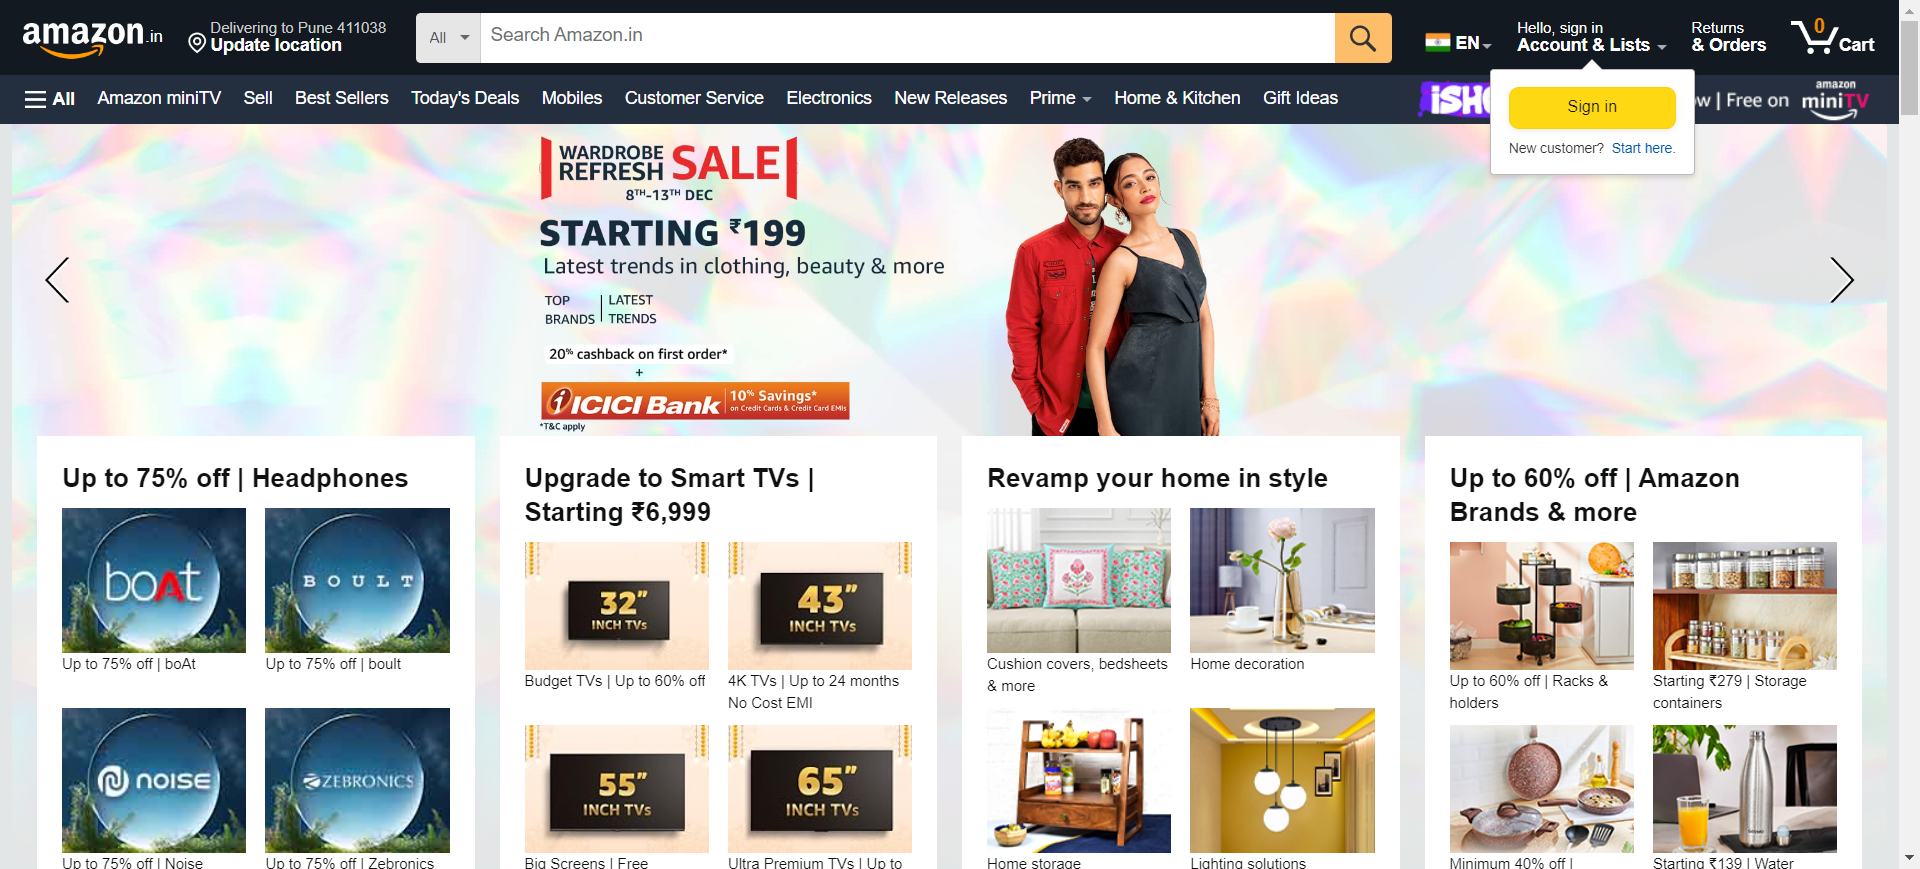 amazon.in
Delivering to Pune 411038
Update location
All
Search Amazon.in
EN
Hello, sign in
Account & Lists
Returns
& Orders
0
Cart
All
Amazon miniTV
Sell
Best Sellers
Today's Deals
Mobiles
Customer Service
Electronics
New Releases
Prime
Home & Kitchen
Gift Ideas
| Free on
amazon
miniTV
Sign in
New customer? Start here.
WARDROBE
REFRESH
SALE
8TH-13TH DEC
STARTING ₹199
Latest trends in clothing, beauty & more
TOP
BRANDS
LATEST
TRENDS
20% cashback on first order*
+
ICICI Bank
10% Savings*
on Credit Cards & Credit Card EMIs
*T&C apply
Up to 75% off | Headphones
boAt
BOULT
Up to 75% off | boAt
Up to 75% off | boult
NOISE
ZEBRONICS
Up to 75% off | Noise
Up to 75% off | Zebronics
Upgrade to Smart TVs |
Starting ₹6,999
32”
INCH TVs
43”
INCH TVs
Budget TVs | Up to 60% off
4K TVs | Up to 24 months
No Cost EMI
55”
INCH TVs
65”
INCH TVs
Big Screens | Free
Ultra Premium TVs | Up to
Revamp your home in style
Cushion covers, bedsheets
& more
Home decoration
Home storage
Lighting solutions
Up to 60% off | Amazon
Brands & more
Up to 60% off | Racks &
holders
Starting ₹279 | Storage
containers
Minimum 40% off |
Starting ₹139 | Water